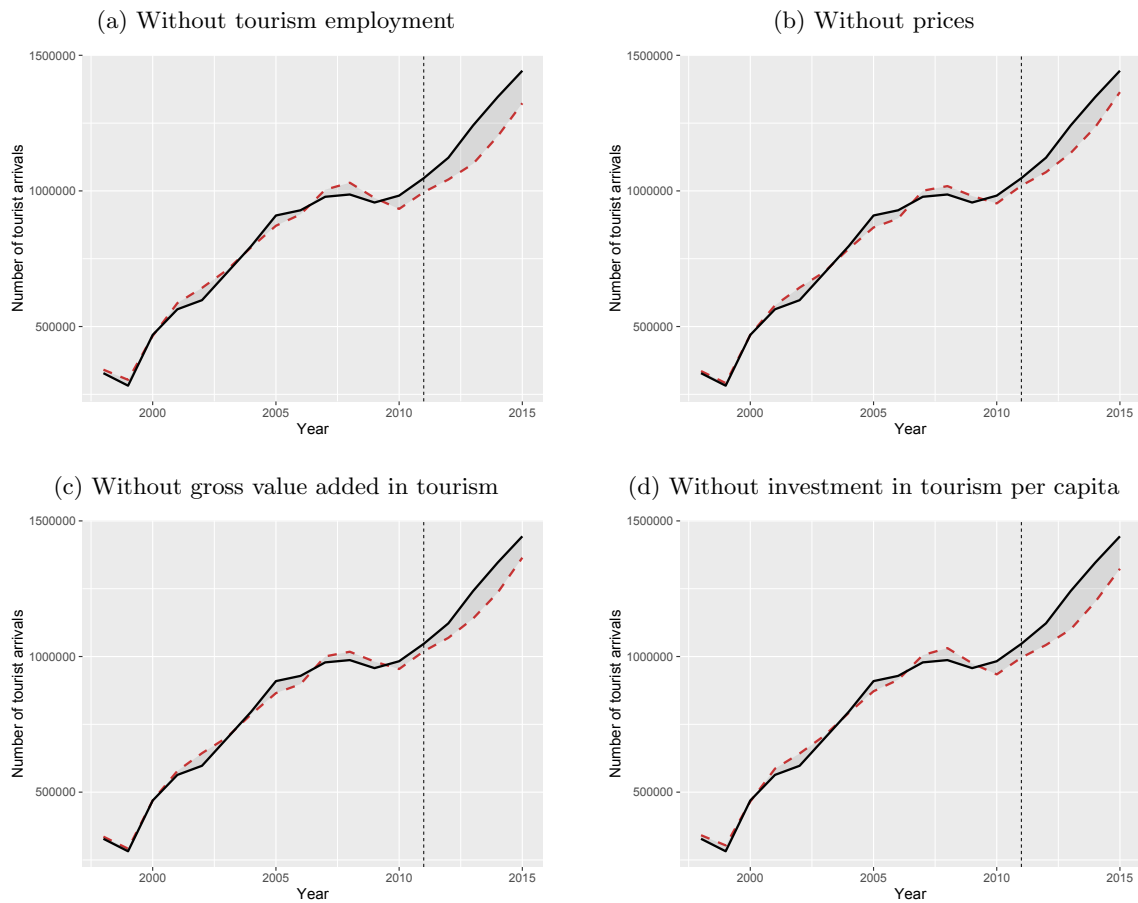 (a) Without tourism employment
1500000
1000000
500000
Number of tourist arrivals
2000
2005
2010
2015
Year
(b) Without prices
1500000
1000000
500000
Number of tourist arrivals
2000
2005
2010
2015
Year
(c) Without gross value added in tourism
1500000
1000000
500000
Number of tourist arrivals
2000
2005
2010
2015
Year
(d) Without investment in tourism per capita
1500000
1000000
500000
Number of tourist arrivals
2000
2005
2010
2015
Year